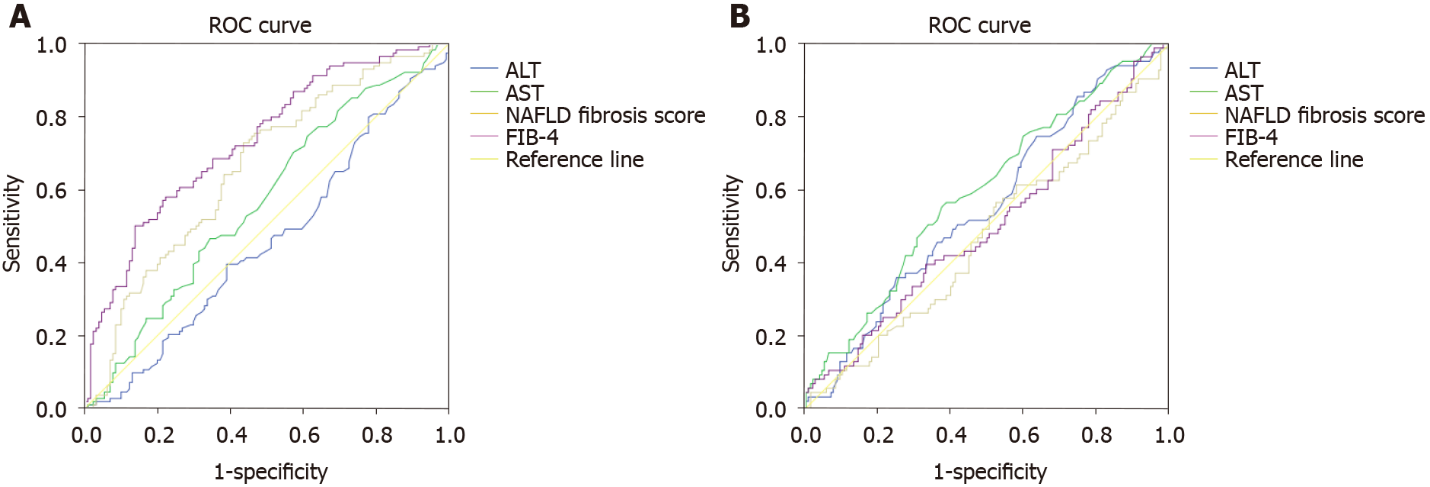 A
ROC curve
1.0
0.8
0.6
0.4
0.2
0.0
Sensitivity
0.0 0.2 0.4 0.6 0.8 1.0
1-specificity
ALT
AST
NAFLD fibrosis score
FIB-4
Reference line
B
ROC curve
1.0
0.8
0.6
0.4
0.2
0.0
Sensitivity
0.0 0.2 0.4 0.6 0.8 1.0
1-specificity
ALT
AST
NAFLD fibrosis score
FIB-4
Reference line